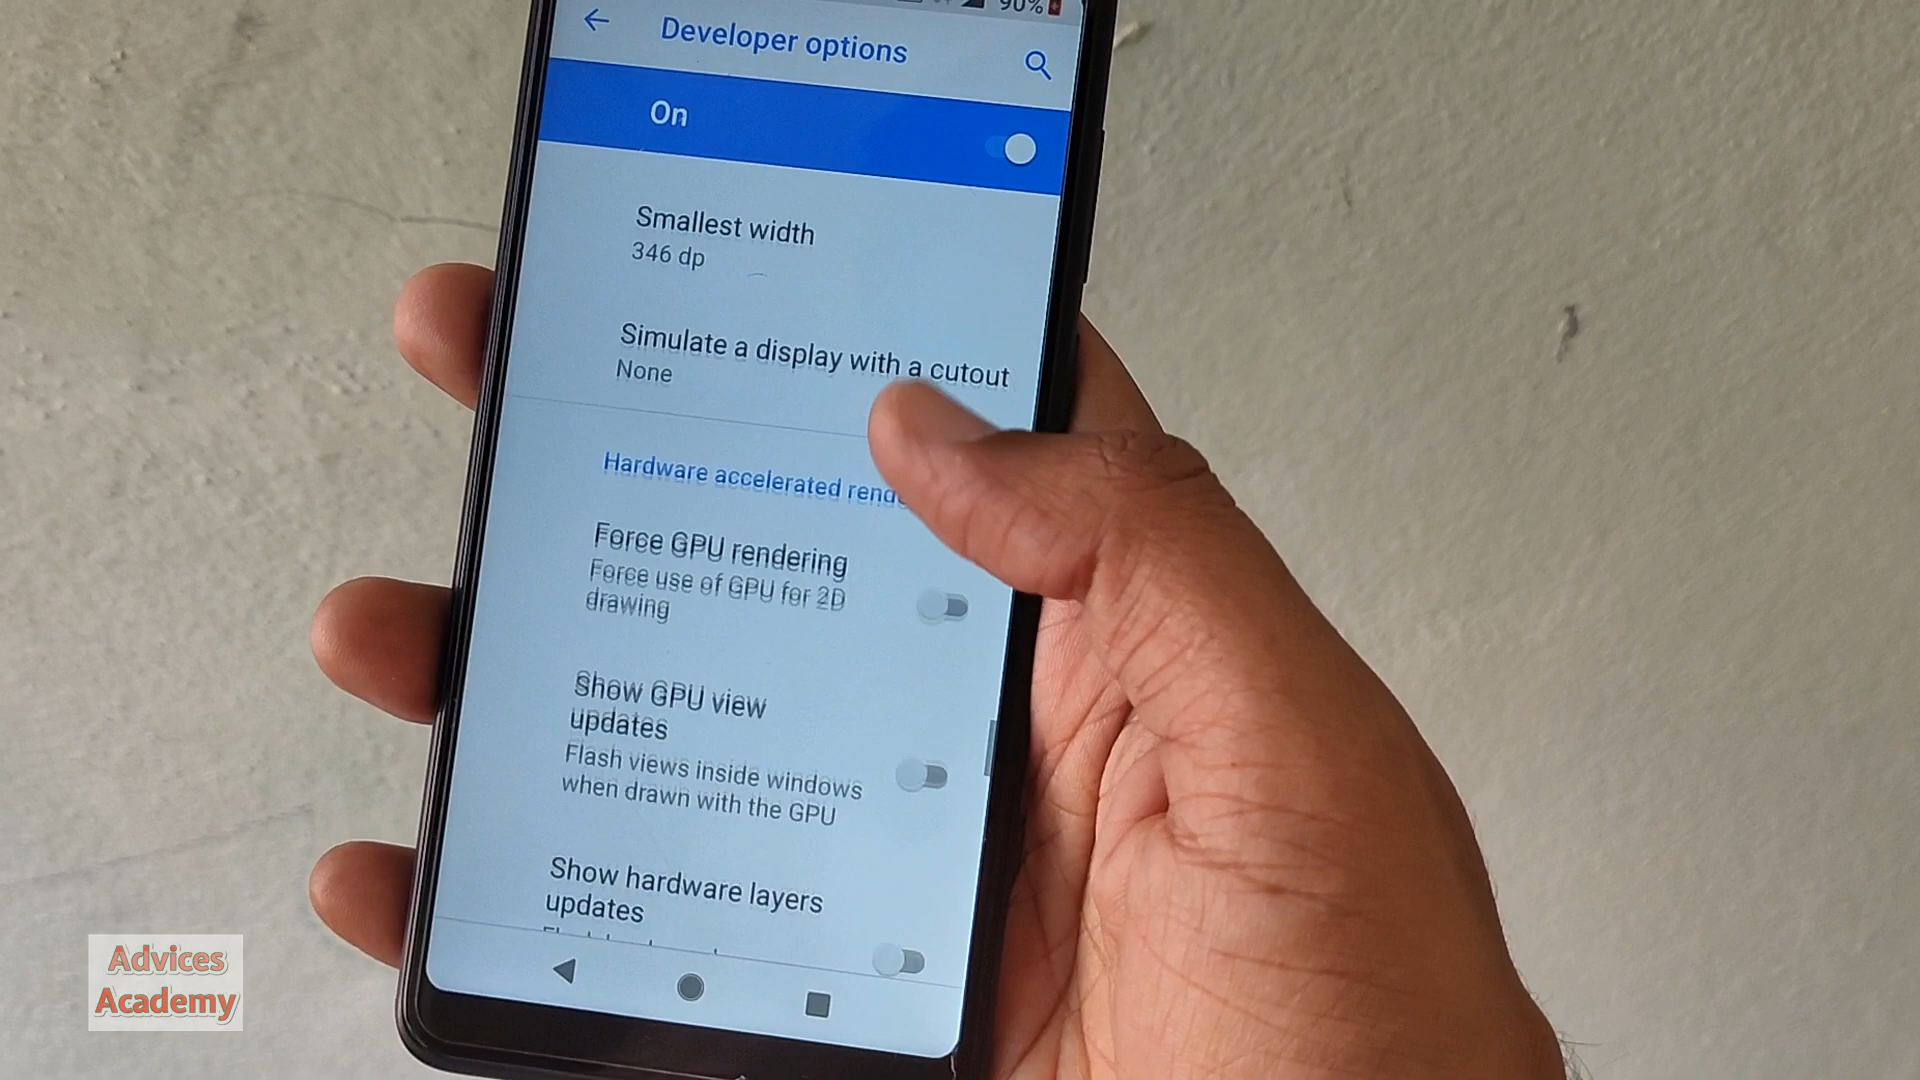 90%
Developer options
On
Smallest width
346 dp
Simulate a display with a cutout
None
Hardware accelerated
Force GPU rendering
Force use of GPU for 2D
drawing
Show GPU view
updates
Flash views inside windows
when drawn with the GPU
Show hardware layers
updates
Advices
Academy